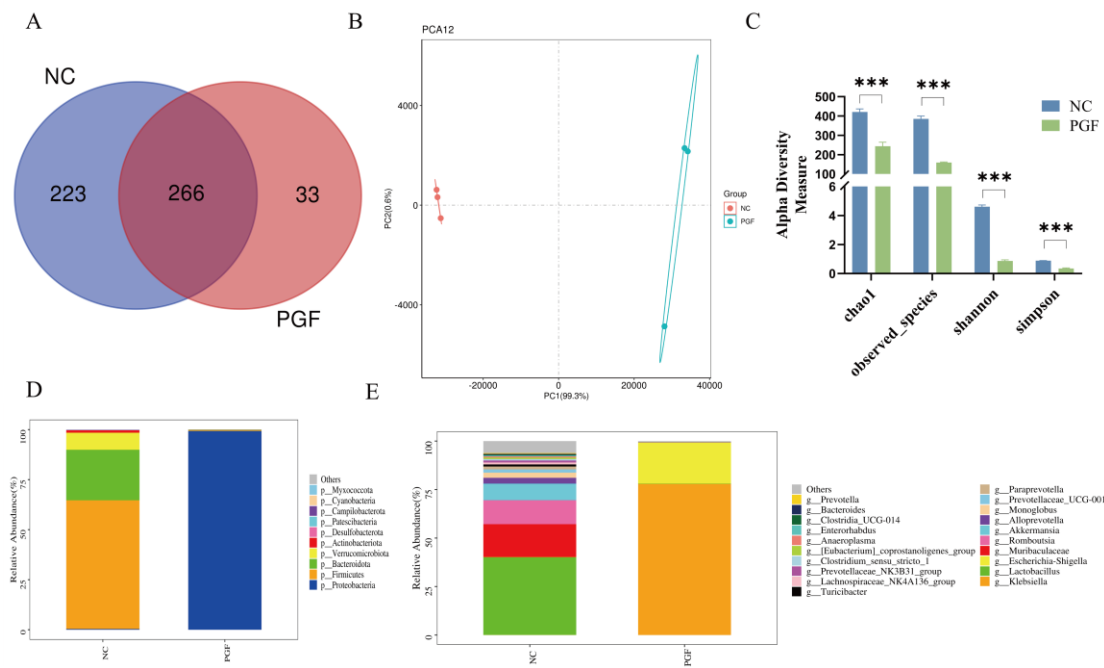 A
NC
223
266
33
PGF
B
PCA12
4000
0
-4000
PC2(0.6%)
-20000
0
20000
40000
PC1(99.3%)
Group
NC
PGF
C
*** ***
***
***
500
400
300
200
100
6
4
2
0
Alpha Diversity
Measure
chao1
observed_species
shannon
simpson
NC
PGF
D
100
75
50
25
0
Relative Abundance(%)
NC
PGF
Others
p__Myxococota
p__Cyanobacteria
p__Campilobacterota
p__Patescibacteria
p__Desulfobacterota
p__Actinobacteriota
p__Verrucomicrobiota
p__Bacteroidota
p__Firmicutes
p__Proteobacteria
E
100
75
50
25
0
Relative Abundance(%)
NC
PGF
Others
g__Prevotella
g__Bacteroides
g__Clostridia_UCG-014
g__Enterorhabdus
g__Anaeroplasma
g__[Eubacterium]_coprostanoligenes_group
g__Clostridium_sensu_stricto_1
g__Prevotellaceae_NK3B31_group
g__Lachnospiraceae_NK4A136_group
g__Turicibacter
g__Paraprevotella
g__Prevotellaceae_UCG-001
g__Monoglobus
g__Alloprevotella
g__Akkermansia
g__Romboutsia
g__Muribaculaceae
g__Escherichia-Shigella
g__Lactobacillus
g__Klebsiella